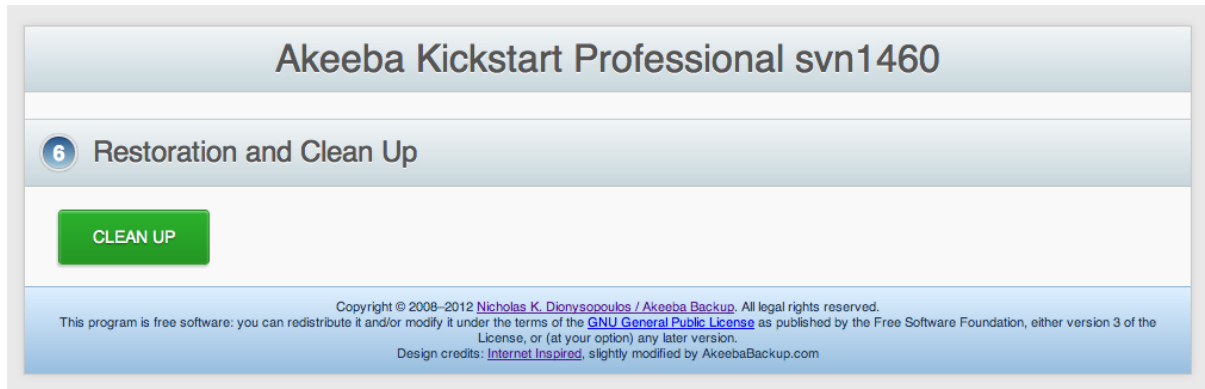 Akeeba Kickstart Professional svn1460
6 Restoration and Clean Up
CLEAN UP
Copyright © 2008–2012 Nicholas K. Dionysopoulos / Akeeba Backup. All legal rights reserved.
This program is free software: you can redistribute it and/or modify it under the terms of the GNU General Public License as published by the Free Software Foundation, either version 3 of the
License, or (at your option) any later version.
Design credits: Internet Inspired, slightly modified by AkeebaBackup.com